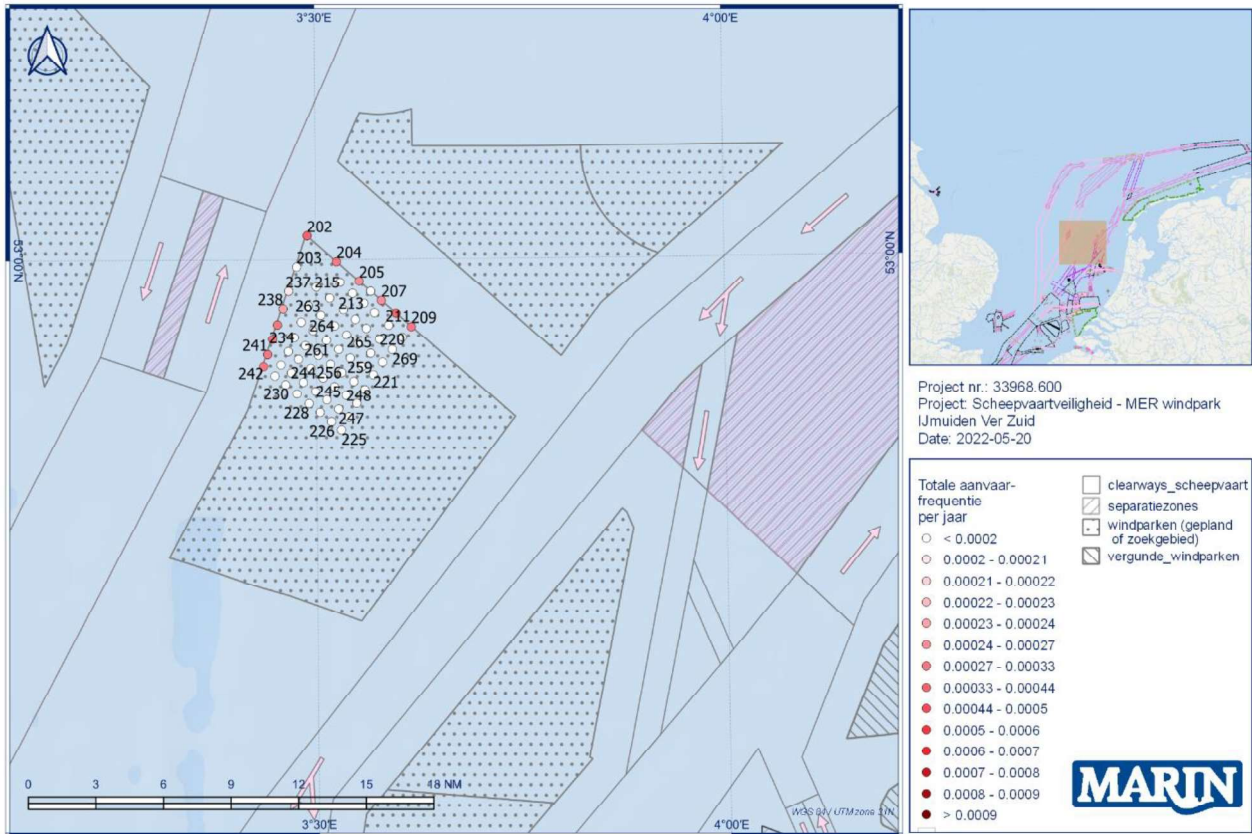 3°30'E
4°00'E
53°00'N
53°00'N
202
203
204
205
237
215
207
238
263
213
211
209
234
264
265
220
241
261
269
242
244
256
259
221
230
245
248
228
247
226
225
0
3
6
9
12
15
18 NM
WGS 84 / UTM zone 31N
3°30'E
4°00'E
Project nr.: 33968.600
Project: Scheepvaartveiligheid - MER windpark
IJmuiden Ver Zuid
Date: 2022-05-20
Totale aanvaar-
frequentie
per jaar
< 0.0002
0.0002 - 0.00021
0.00021 - 0.00022
0.00022 - 0.00023
0.00023 - 0.00024
0.00024 - 0.00027
0.00027 - 0.00033
0.00033 - 0.00044
0.00044 - 0.0005
0.0005 - 0.0006
0.0006 - 0.0007
0.0007 - 0.0008
0.0008 - 0.0009
> 0.0009
clearways_scheepvaart
separatiezones
windparken (gepland
of zoekgebied)
vergunde_windparken
MARIN